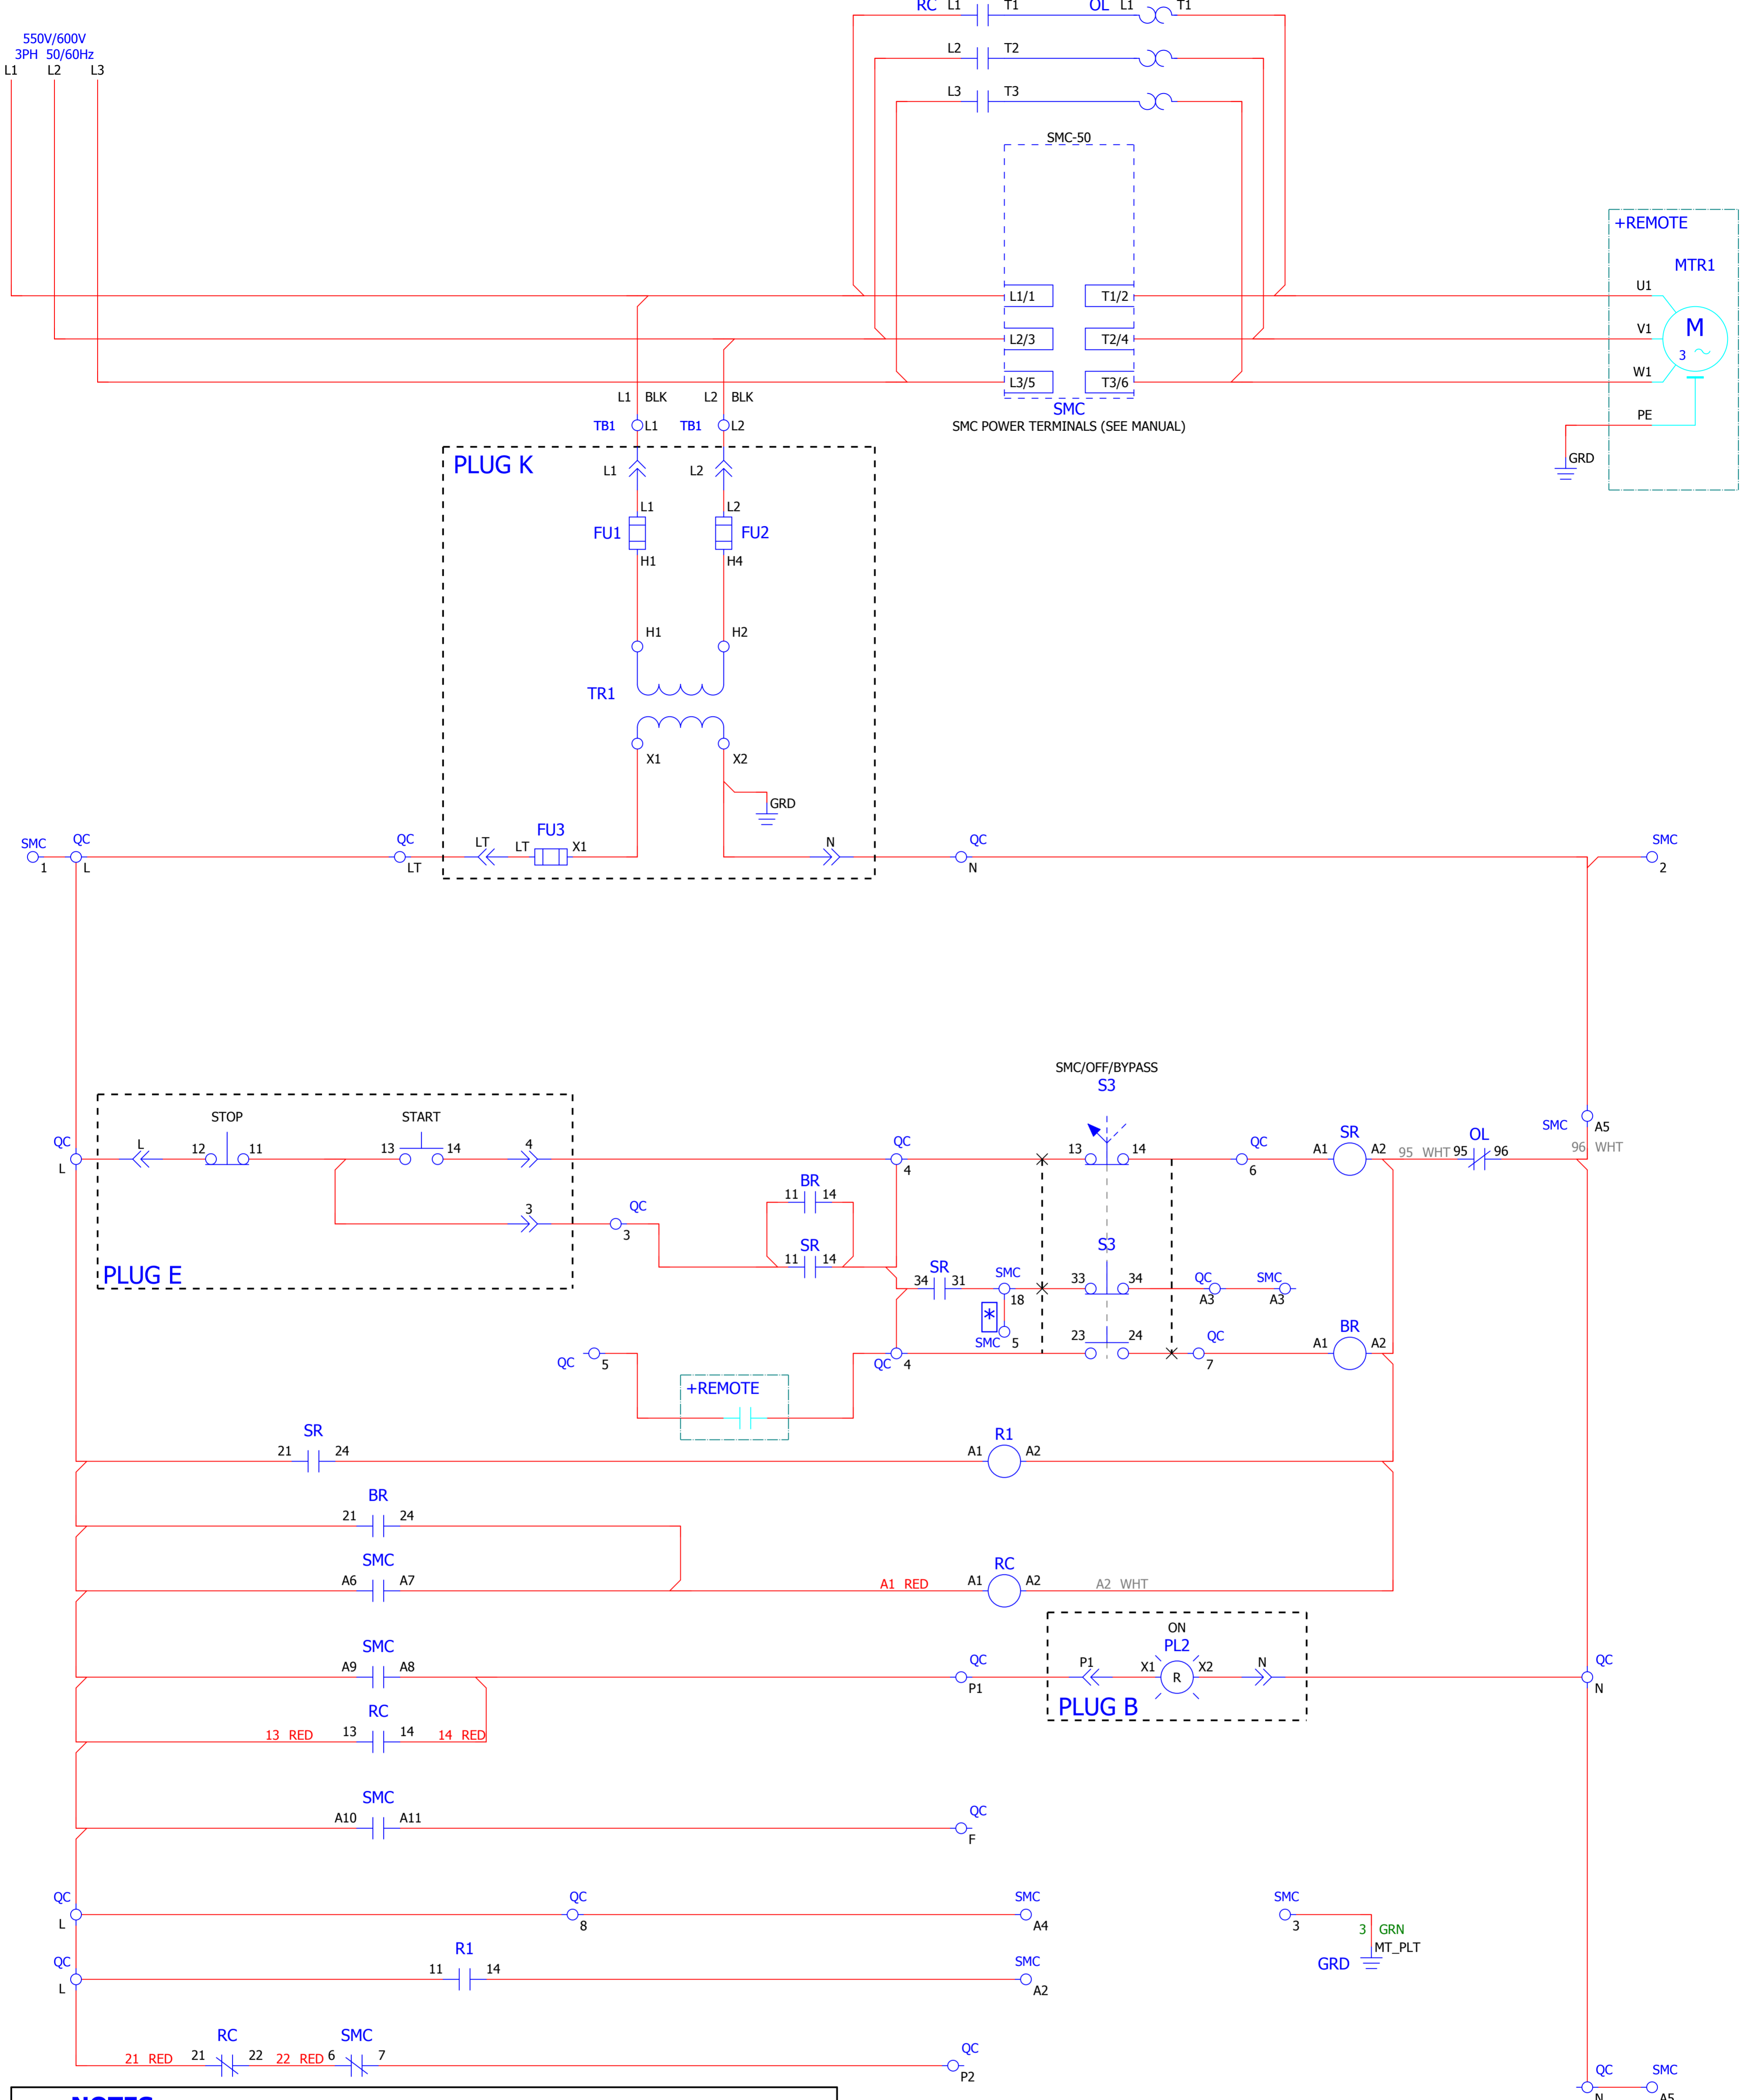 RC L1 T1 OL L1 T1
550V/600V
3PH 50/60Hz
L1 L2 L3
L2 T2
L3 T3
SMC-50
+REMOTE
MTR1
L1/1 T1/2 U1
L2/3 T2/4 V1
M
3
L3/5 T3/6 W1
L1 BLK L2 BLK
SMC
SMC POWER TERMINALS (SEE MANUAL)
PE
GRD
TB1 L1 TB1 L2
PLUG K
L1 L2
L1 L2
FU1 FU2
H1 H4
H1 H2
TR1
X1 X2
GRD
FU3
SMC QC QC LT LT X1 N QC SMC
1 L LT N 2
SMC/OFF/BYPASS
S3
STOP START
QC L 12 11 13 14 4 QC 13 14 QC SR OL SMC A5
L 4 6 A1 A2 95 WHT 95 96 96 WHT
BR
11 14
3 QC
3
SR
11 14
S3
PLUG E
SR
34 31 SMC 33 34 QC SMC
18 A3 A3
*
SMC 5
23 24 QC BR
7 A1 A2
QC 5 QC 4
+REMOTE
SR
21 24
R1
A1 A2
BR
21 24
SMC
A6 A7
RC
A1 RED A1 A2 A2 WHT
ON
SMC PL2
A9 A8 QC P1 X1 R X2 N QC
P1 N
PLUG B
RC
13 RED 13 14 14 RED
SMC
A10 A11 QC
F
QC QC SMC SMC
L 8 A4 3
3 GRN
MT_PLT
GRD
QC R1 SMC
L 11 14 A2
RC SMC
21 RED 21 22 22 RED 6 7 QC
P2
QC SMC
N A5
NOTES